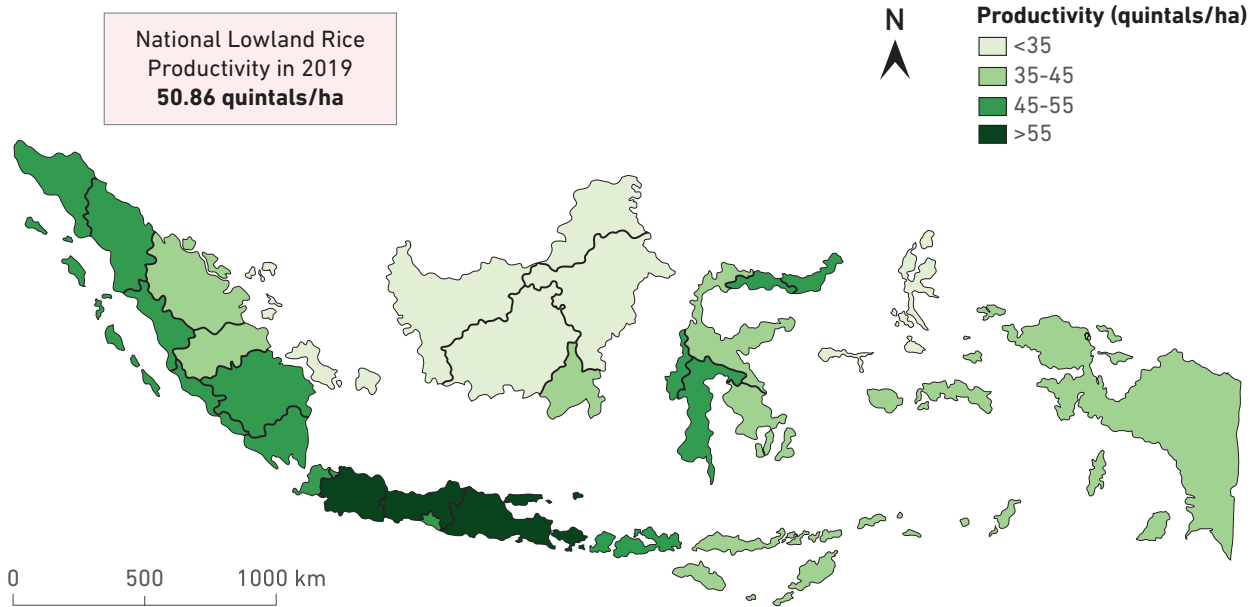 National Lowland Rice
Productivity in 2019
50.86 quintals/ha
N
Productivity (quintals/ha)
<35
35-45
45-55
>55
0 500 1000 km